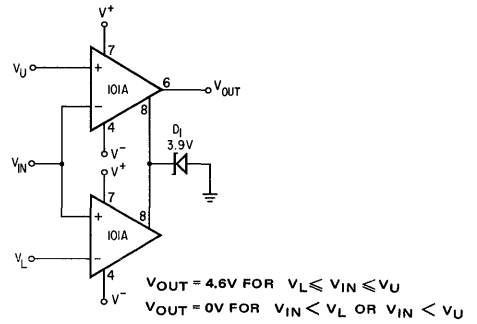 V+
7
VU
+
101A
6
VOUT
−
8
4
D1
3.9V
V−
VIN
V+
7
+
8
101A
VL
−
4
V−
VOUT = 4.6V FOR VL ≤ VIN ≤ VU
VOUT = 0V FOR VIN < VL OR VIN < VU